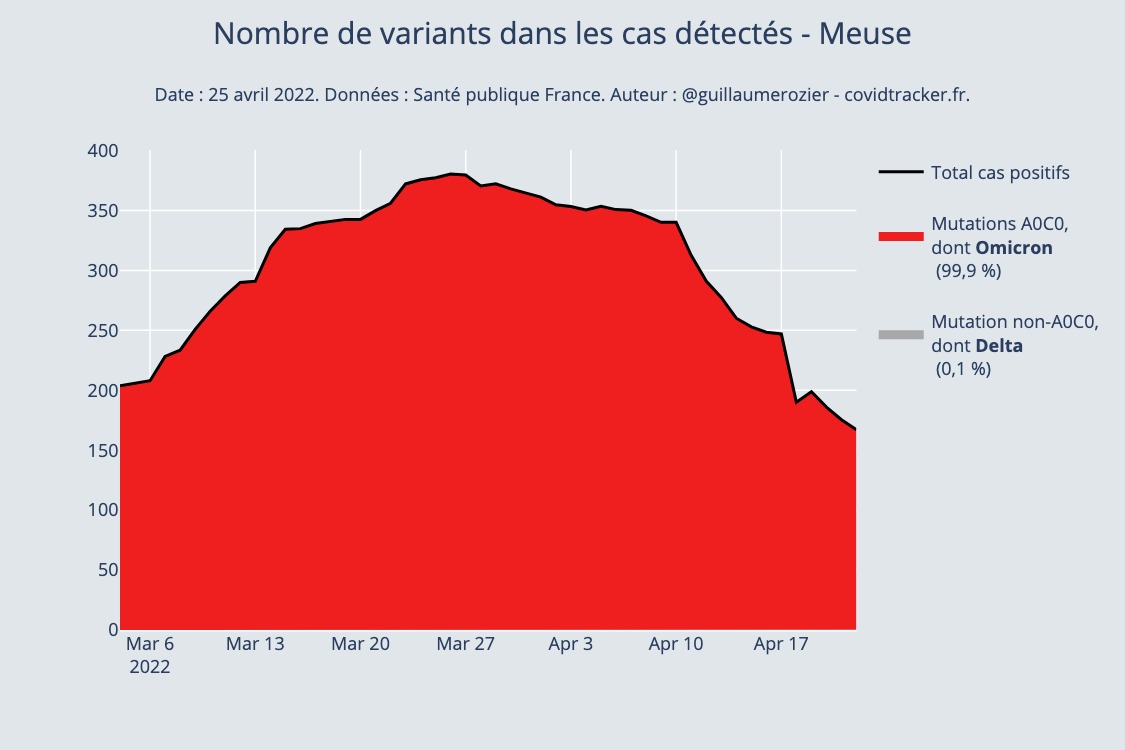 Nombre de variants dans les cas détectés - Meuse
Date : 25 avril 2022. Données : Santé publique France. Auteur : @guillaumerozier - covidtracker.fr.
400
350
300
250
200
150
100
50
0
Mar 6 Mar 13 Mar 20 Mar 27 Apr 3 Apr 10 Apr 17
2022
Total cas positifs
Mutations A0C0,
dont Omicron
(99,9 %)
Mutation non-A0C0,
dont Delta
(0,1 %)